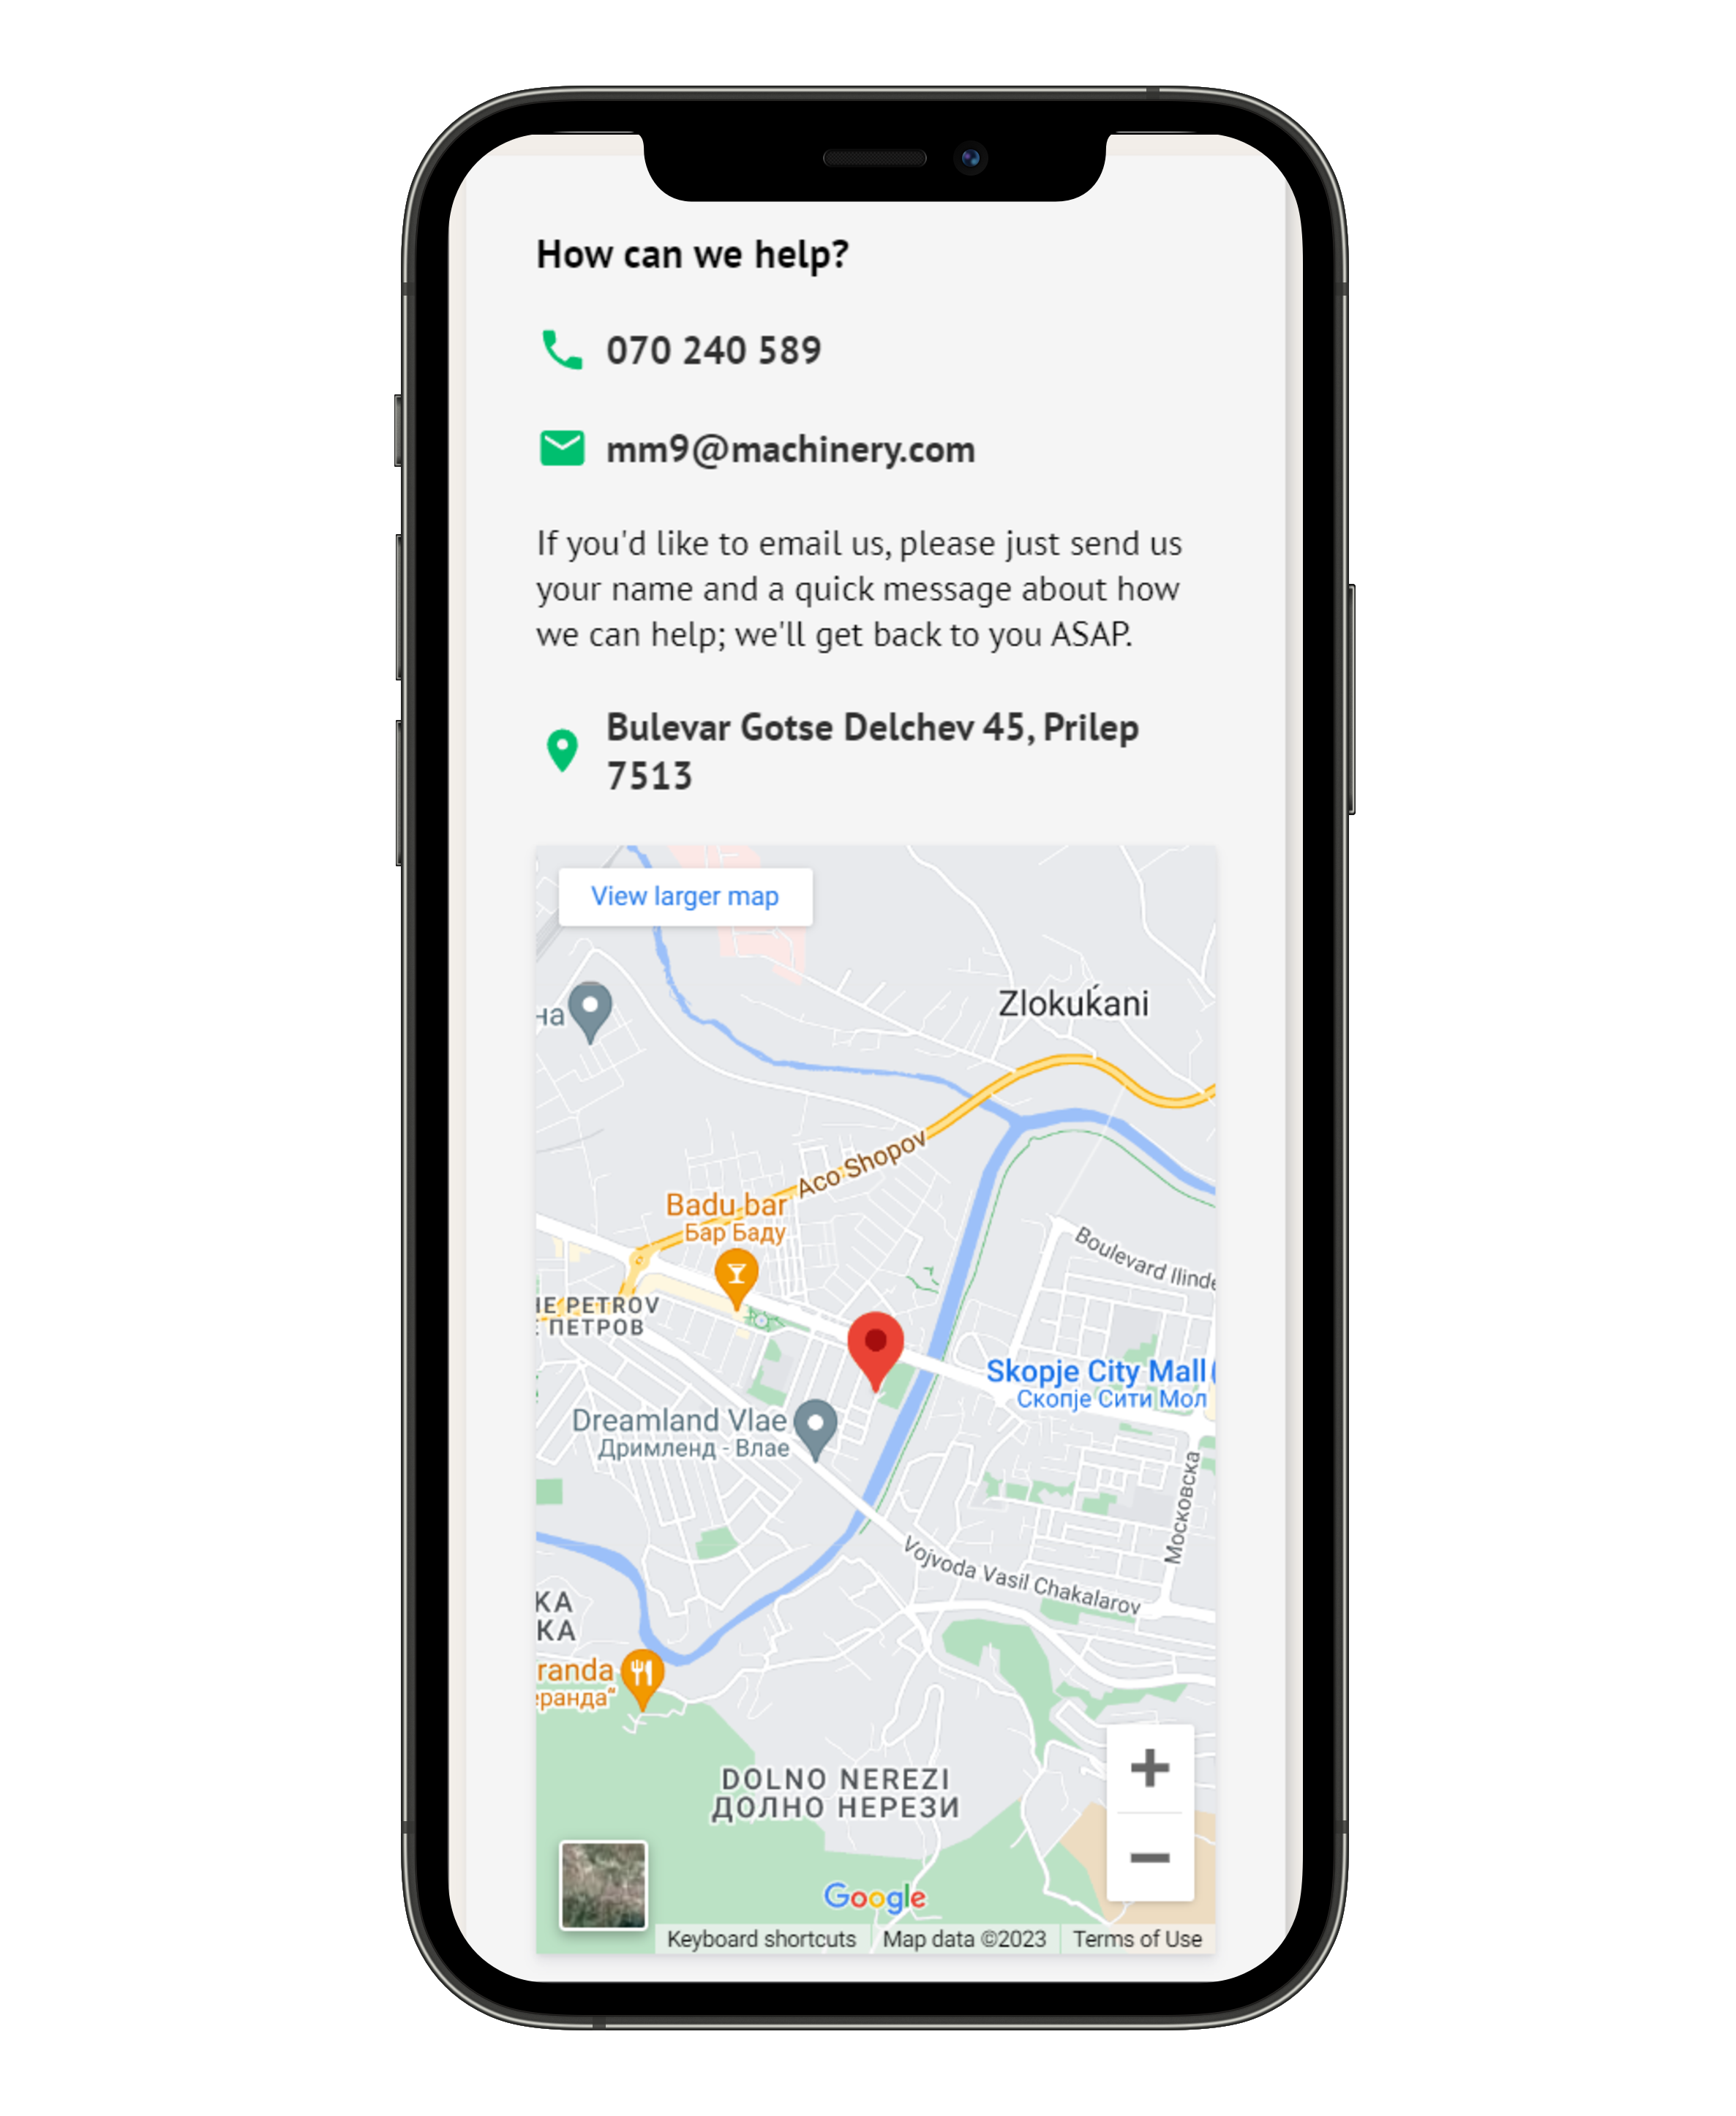 How can we help?
070 240 589
mm9@machinery.com
If you'd like to email us, please just send us
your name and a quick message about how
we can help; we'll get back to you ASAP.
Bulevar Gotse Delchev 45, Prilep
7513
View larger map
Zlokuḱani
на
Aco Shopov
Badu bar
Бар Баду
Boulevard Ilinde
HE PETROV
Е ПЕТРОВ
Skopje City Mall
Скопје Сити Мол
Dreamland Vlae
Дримленд - Влае
Московска
Vojvoda Vasil Chakalarov
KA
КА
randa
еранда“
DOLNO NEREZI
ДОЛНО НЕРЕЗИ
+
−
Google
Keyboard shortcuts
Map data ©2023
Terms of Use